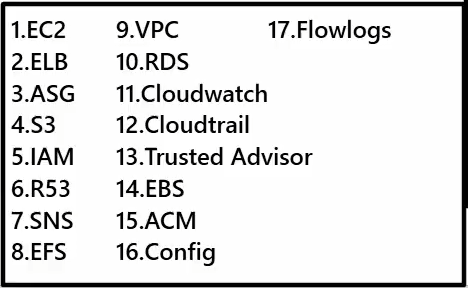 1.EC2 9.VPC 17.Flowlogs
2.ELB 10.RDS
3.ASG 11.Cloudwatch
4.S3 12.Cloudtrail
5.IAM 13.Trusted Advisor
6.R53 14.EBS
7.SNS 15.ACM
8.EFS 16.Config